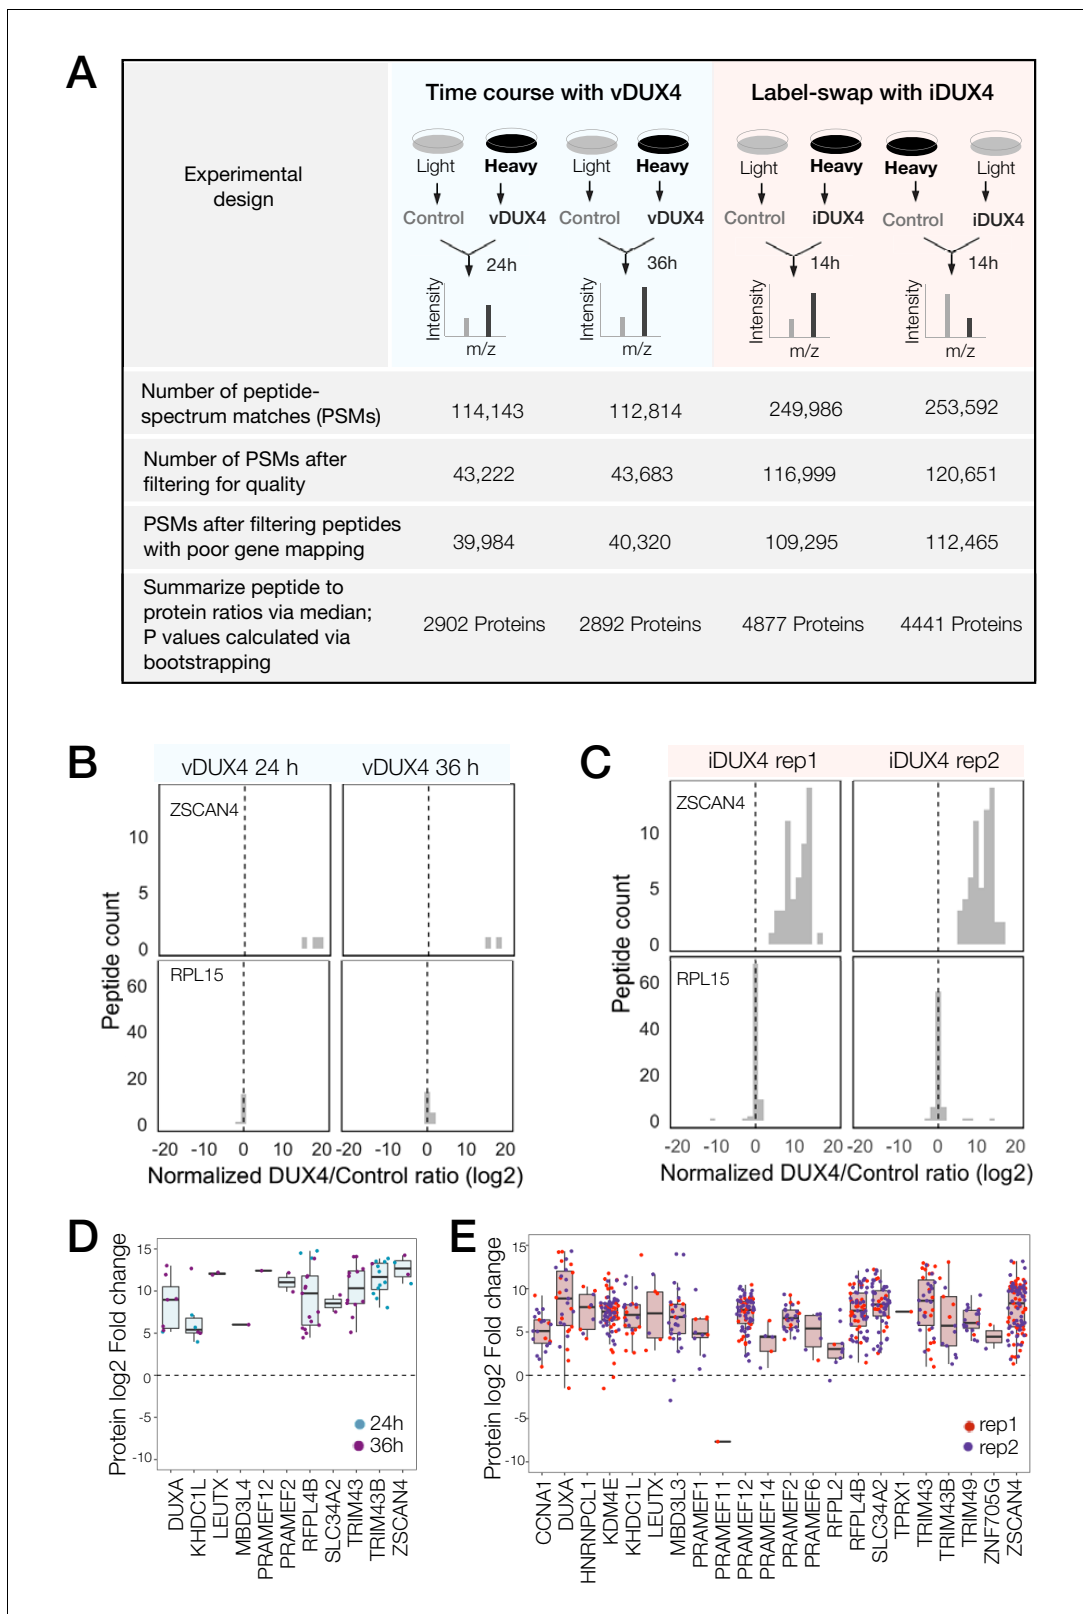 A
Time course with vDUX4
Label-swap with iDUX4
Experimental
design
Light Heavy Light Heavy Light Heavy Heavy Light
Control vDUX4 Control vDUX4 Control iDUX4 Control iDUX4
24h 36h 14h 14h
Intensity Intensity Intensity Intensity
m/z m/z m/z m/z
Number of peptide-
spectrum matches (PSMs)
114,143 112,814 249,986 253,592
Number of PSMs after
filtering for quality
43,222 43,683 116,999 120,651
PSMs after filtering peptides
with poor gene mapping
39,984 40,320 109,295 112,465
Summarize peptide to
protein ratios via median;
P values calculated via
bootstrapping
2902 Proteins 2892 Proteins 4877 Proteins 4441 Proteins
B
vDUX4 24 h vDUX4 36 h
ZSCAN4
10
5
0
Peptide count
RPL15
60
40
20
0
-20 -10 0 10 20 -10 0 10 20
Normalized DUX4/Control ratio (log2)
C
iDUX4 rep1 iDUX4 rep2
ZSCAN4
10
5
0
Peptide count
RPL15
60
40
20
0
-20 -10 0 10 20 -10 0 10 20
Normalized DUX4/Control ratio (log2)
D
Protein log2 Fold change
15
10
5
0
-5
-10
24h
36h
DUXA
KHDC1L
LEUTX
MBD3L4
PRAMEF12
PRAMEF2
RFPL4B
SLC34A2
TRIM43
TRIM43B
ZSCAN4
E
Protein log2 Fold change
15
10
5
0
-5
-10
rep1
rep2
CCNA1
DUXA
HNRNPCL1
KDM4E
KHDC1L
LEUTX
MBD3L3
PRAMEF1
PRAMEF11
PRAMEF12
PRAMEF14
PRAMEF2
PRAMEF6
RFPL2
RFPL4B
SLC34A2
TPRX1
TRIM43
TRIM43B
TRIM49
ZNF705G
ZSCAN4